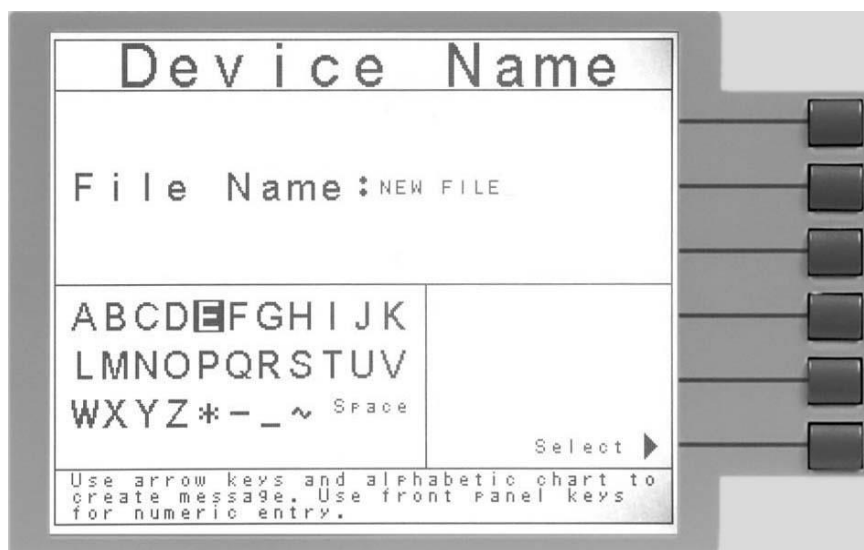 Device Name
File Name:NEW FILE_
ABCDEFGHIJK
LMNOPQRSTUV
WXYZ*-_~ Space
Select
Use arrow keys and alphabetic chart to
create message. Use front panel keys
for numeric entry.